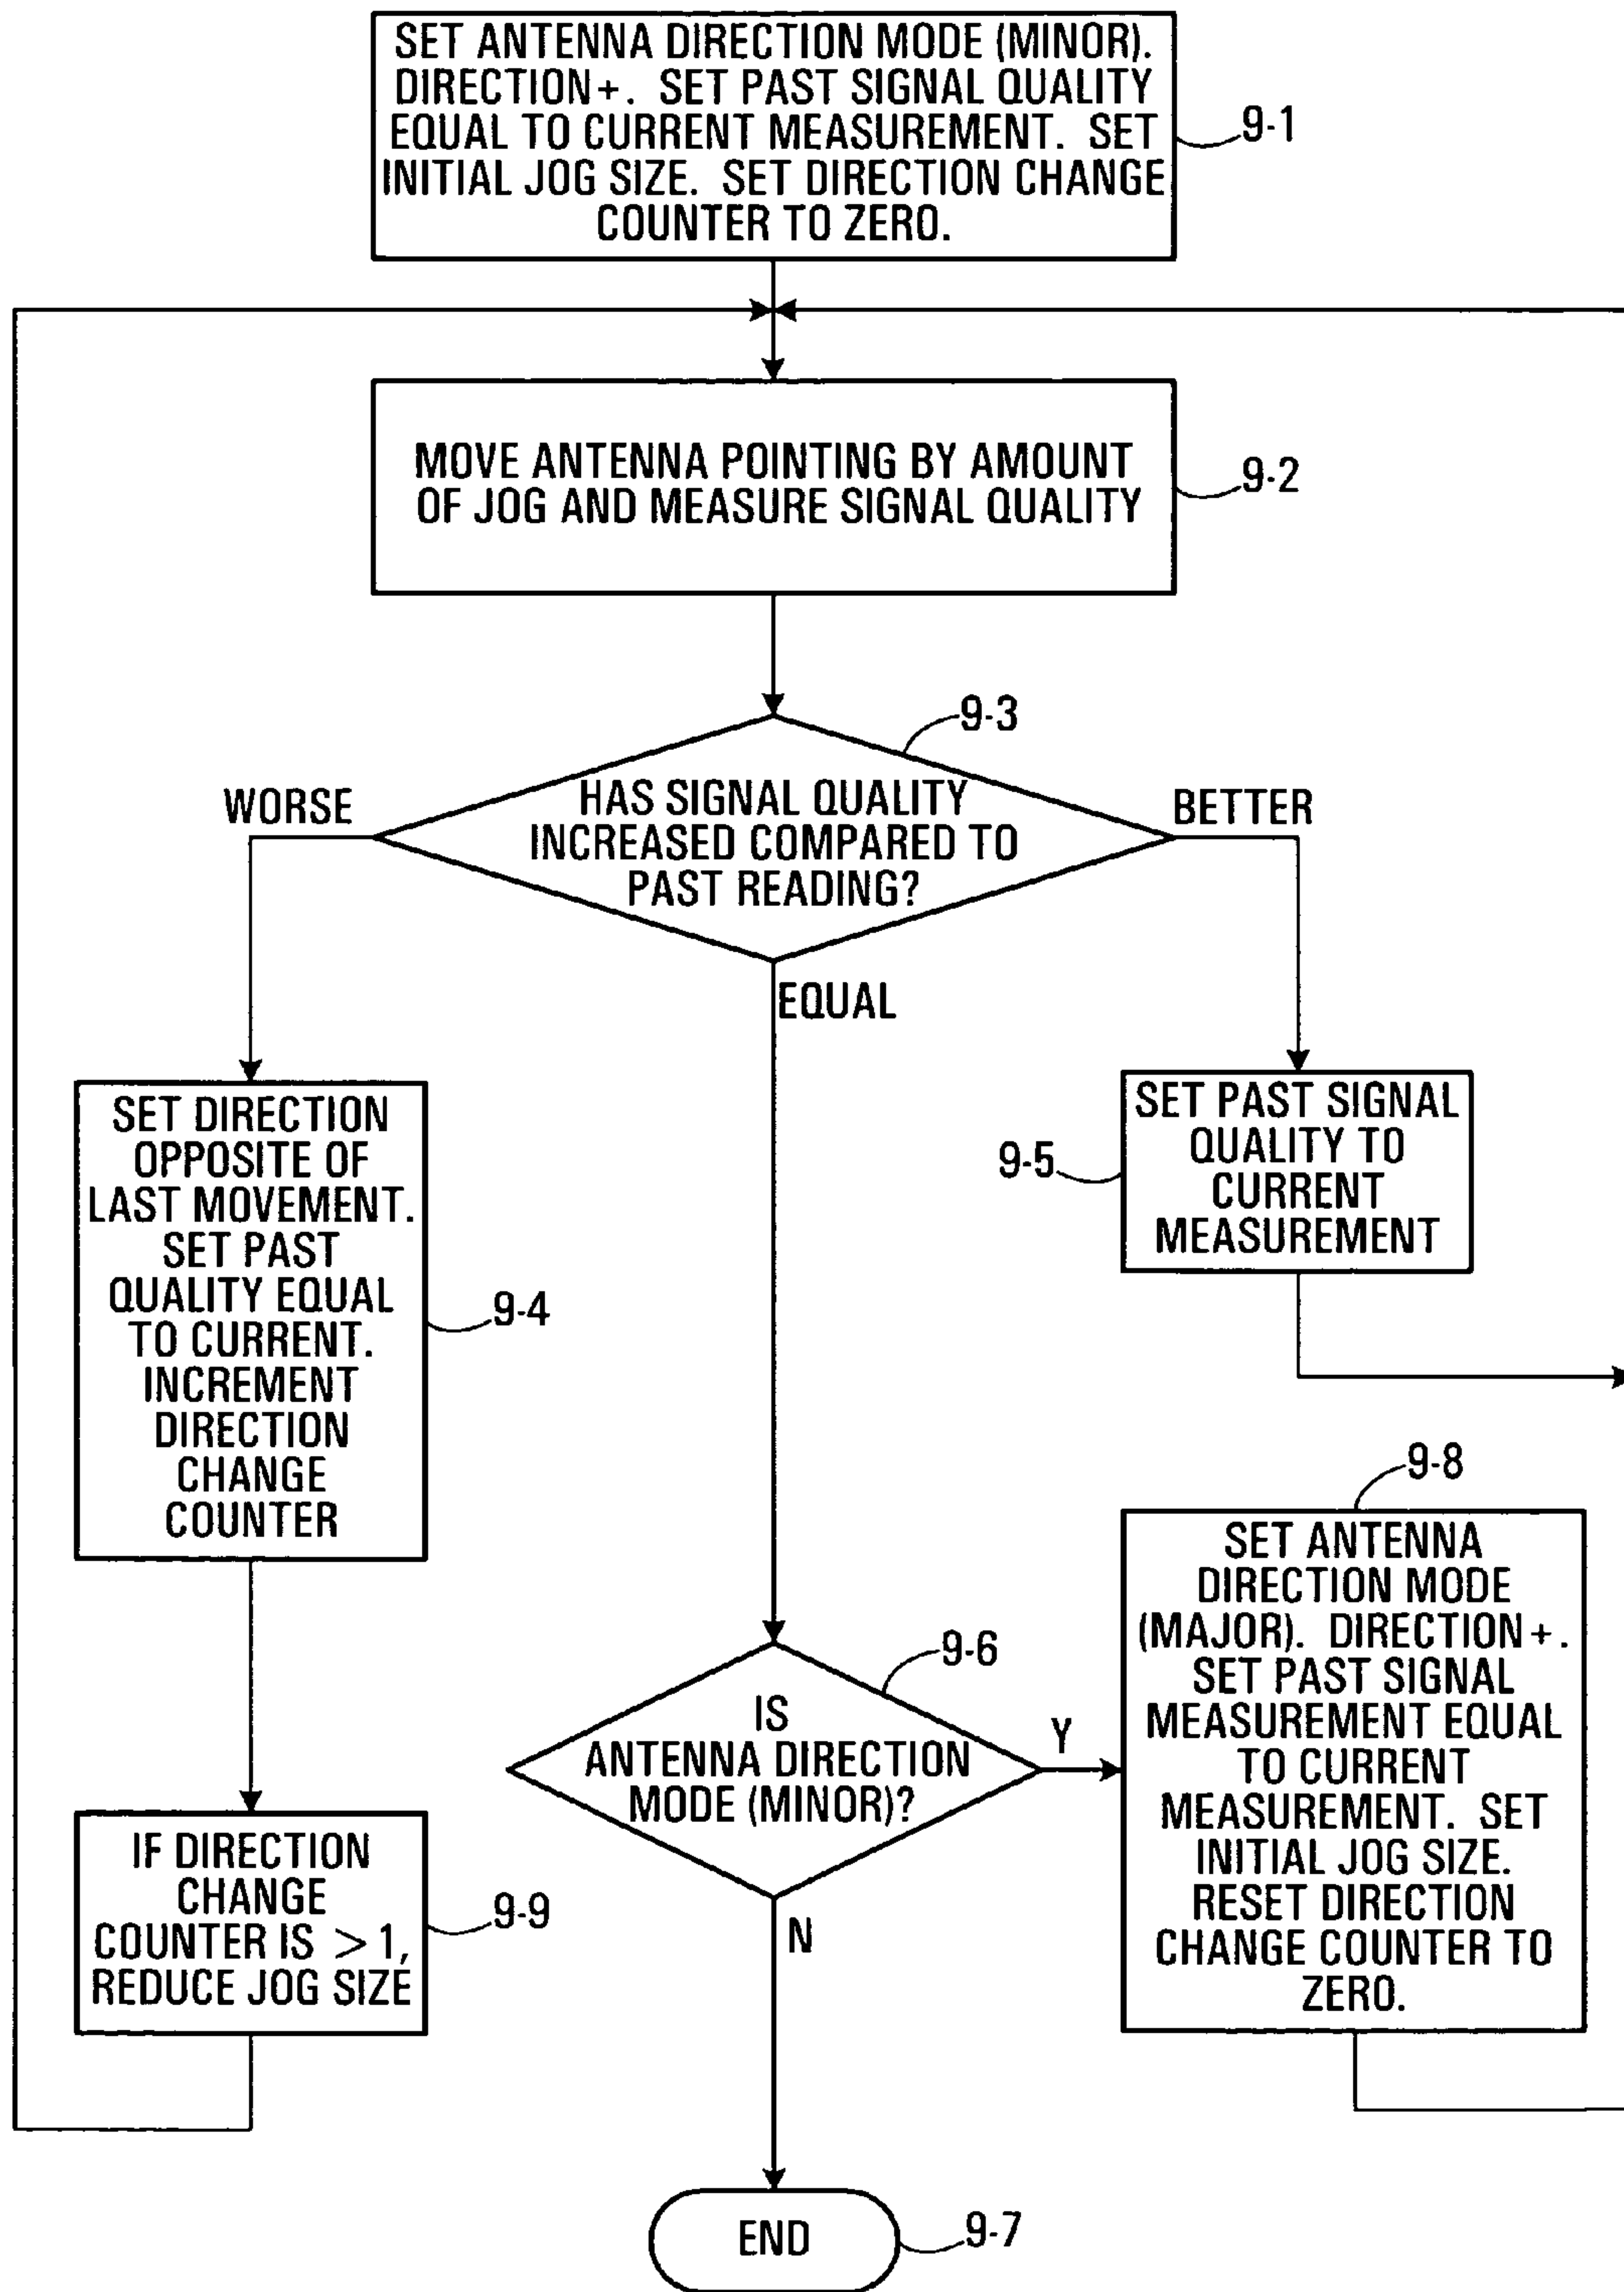 SET ANTENNA DIRECTION MODE (MINOR).
DIRECTION+. SET PAST SIGNAL QUALITY
EQUAL TO CURRENT MEASUREMENT. SET
INITIAL JOG SIZE. SET DIRECTION CHANGE
COUNTER TO ZERO.
9-1
MOVE ANTENNA POINTING BY AMOUNT
OF JOG AND MEASURE SIGNAL QUALITY
9-2
9-3
HAS SIGNAL QUALITY
INCREASED COMPARED TO
PAST READING?
WORSE
BETTER
EQUAL
SET DIRECTION
OPPOSITE OF
LAST MOVEMENT.
SET PAST
QUALITY EQUAL
TO CURRENT.
INCREMENT
DIRECTION
CHANGE
COUNTER
9-4
SET PAST SIGNAL
QUALITY TO
CURRENT
MEASUREMENT
9-5
9-6
IS
ANTENNA DIRECTION
MODE (MINOR)?
Y
N
9-8
SET ANTENNA
DIRECTION MODE
(MAJOR). DIRECTION+.
SET PAST SIGNAL
MEASUREMENT EQUAL
TO CURRENT
MEASUREMENT. SET
INITIAL JOG SIZE.
RESET DIRECTION
CHANGE COUNTER TO
ZERO.
IF DIRECTION
CHANGE
COUNTER IS >1,
REDUCE JOG SIZE
9-9
END
9-7